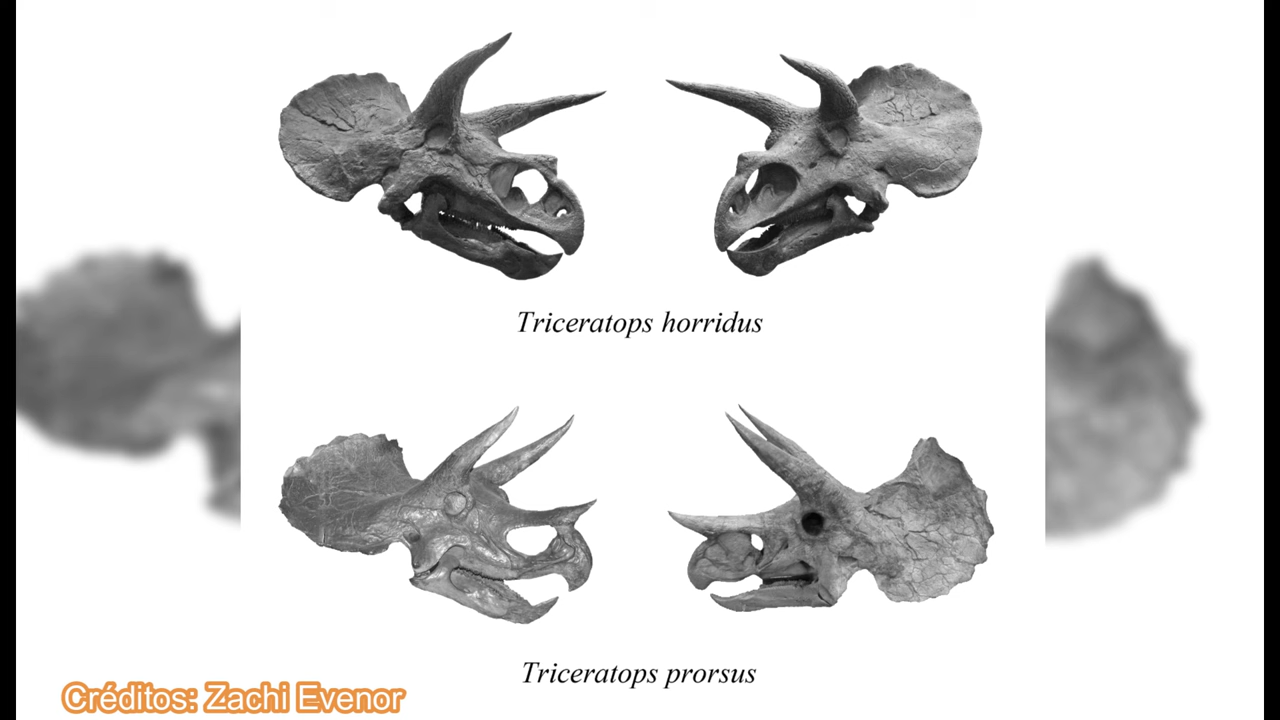 Triceratops horridus
Triceratops prorsus
Créditos: Zachi Evenor